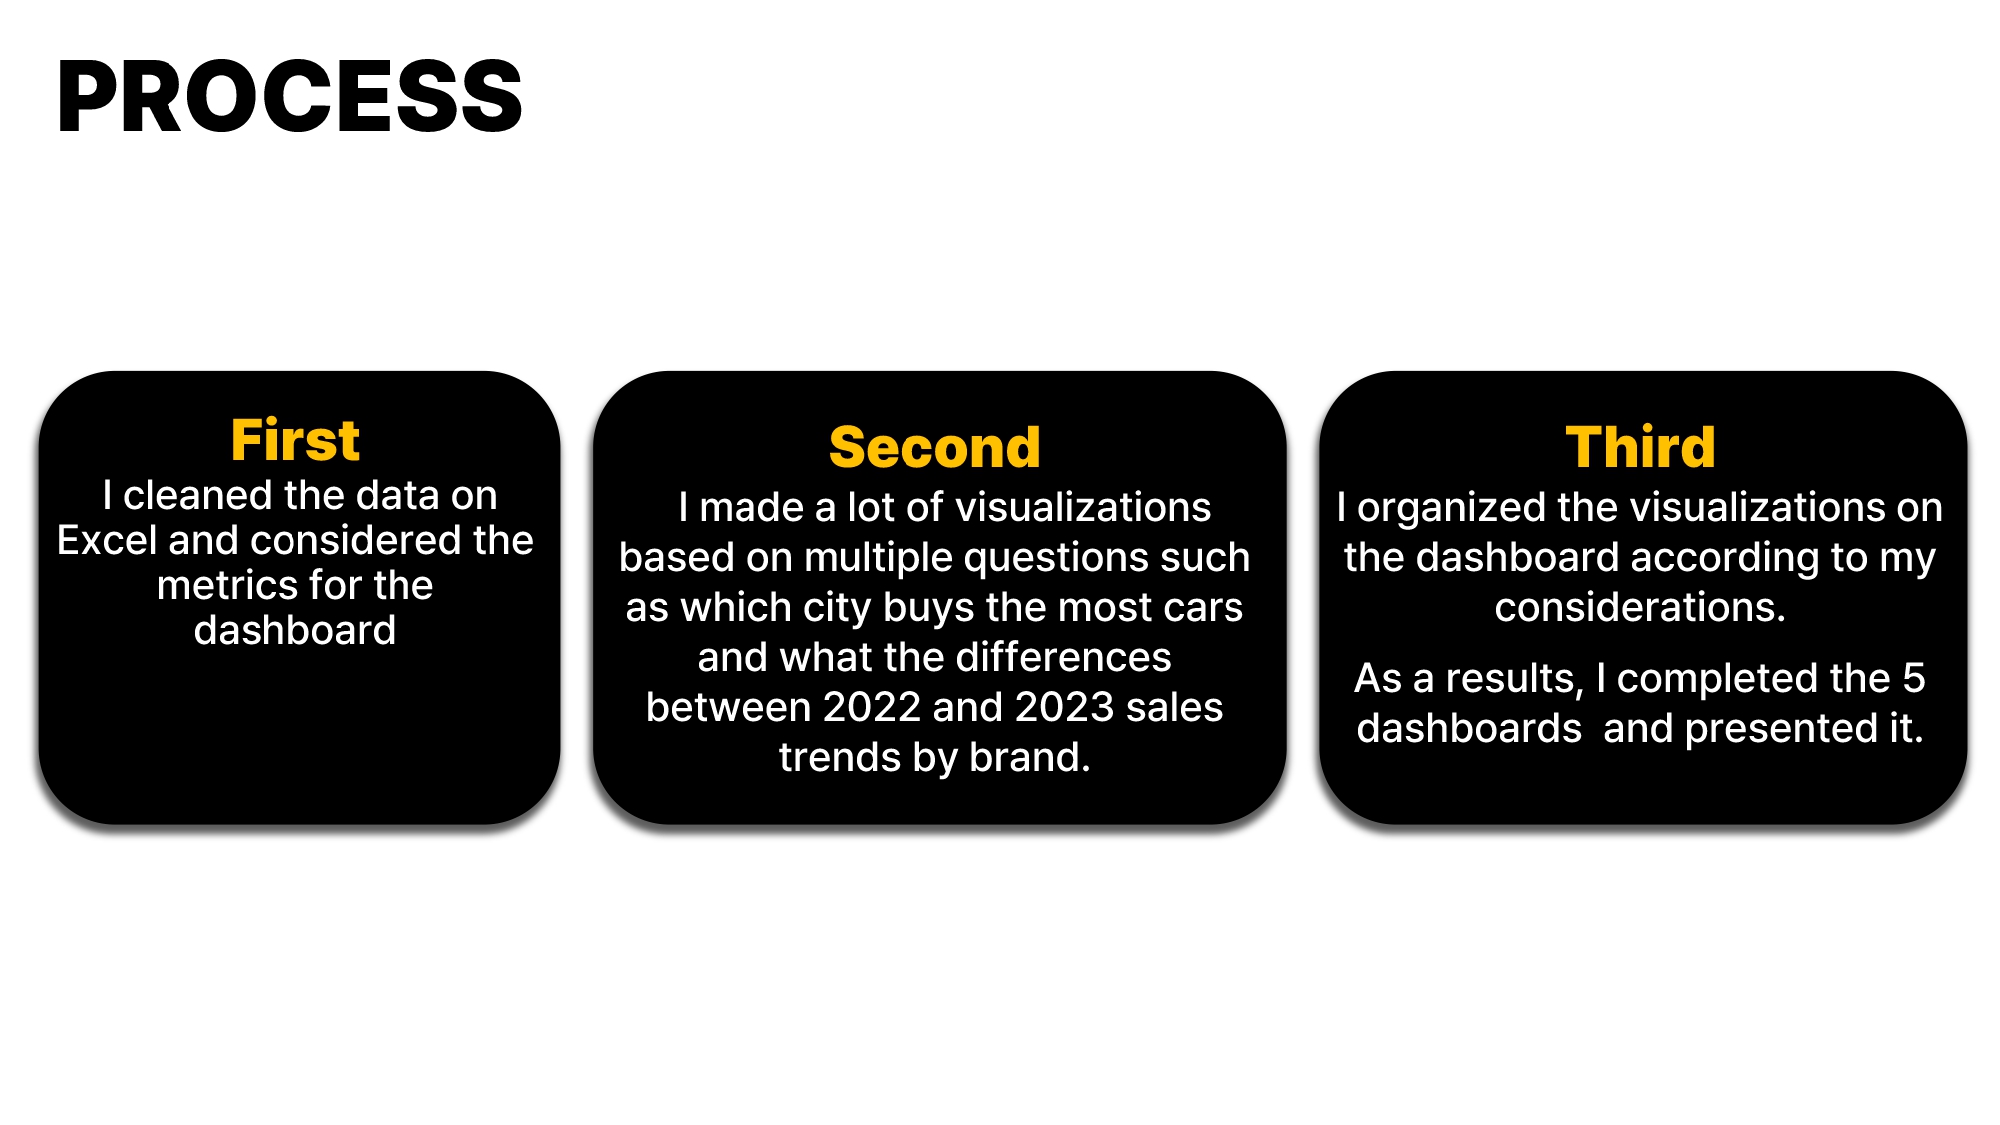 PROCESS
First
I cleaned the data on
Excel and considered the
metrics for the
dashboard
Second
I made a lot of visualizations
based on multiple questions such
as which city buys the most cars
and what the differences
between 2022 and 2023 sales
trends by brand.
Third
I organized the visualizations on
the dashboard according to my
considerations.
As a results, I completed the 5
dashboards  and presented it.